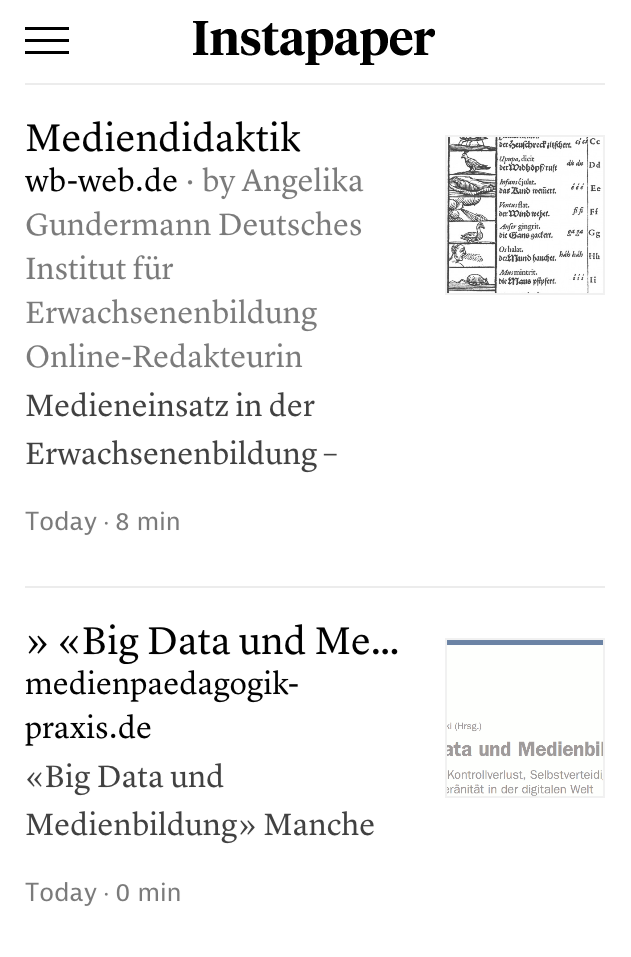 Instapaper
Mediendidaktik
wb-web.de · by Angelika
Gundermann Deutsches
Institut für
Erwachsenenbildung
Online-Redakteurin
Medieneinsatz in der
Erwachsenenbildung –
Today · 8 min
der Heuschreck zitschert. Cc
Upupa, dicit du du Dd
der Widhopf ruft
Infans ejulat. é é é Ee
das Kind weinet.
Ventus flat. fi fi Ff
der Wind wehet.
Anser gingrit. ga ga Gg
die Gans gackert.
Os halat. háh háh Hh
der Mund hauchet.
Mus mintrit. í í í Ii
die Maus pfipfert.
» «Big Data und Me...
medienpaedagogik-
praxis.de
«Big Data und
Medienbildung» Manche
Today · 0 min
ki (Hrsg.)
ata und Medienbil
Kontrollverlust, Selbstverteidi
eränität in der digitalen Welt